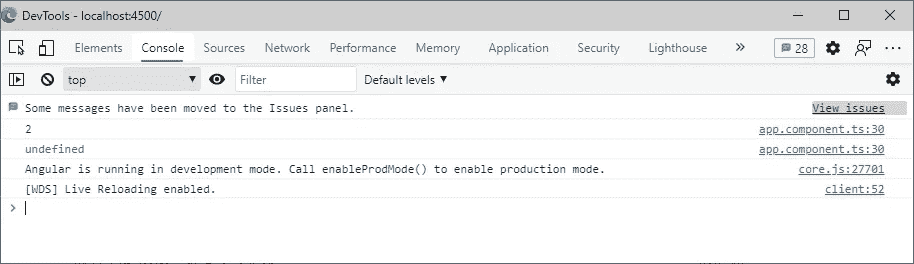 DevTools - localhost:4500/
Elements Console Sources Network Performance Memory Application Security Lighthouse » 28
top Filter Default levels
Some messages have been moved to the Issues panel. View issues
2 app.component.ts:30
undefined app.component.ts:30
Angular is running in development mode. Call enableProdMode() to enable production mode. core.js:27701
[WDS] Live Reloading enabled. client:52
>